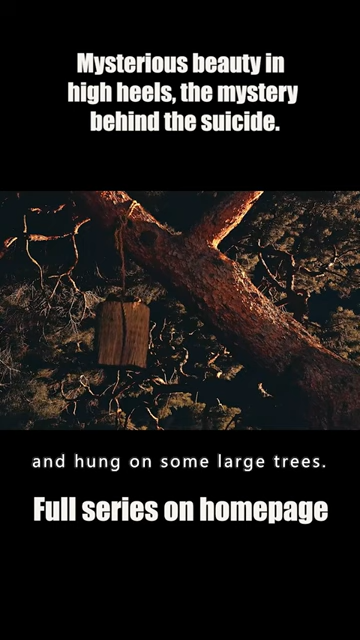 Mysterious beauty in
high heels, the mystery
behind the suicide.
and hung on some large trees.
Full series on homepage